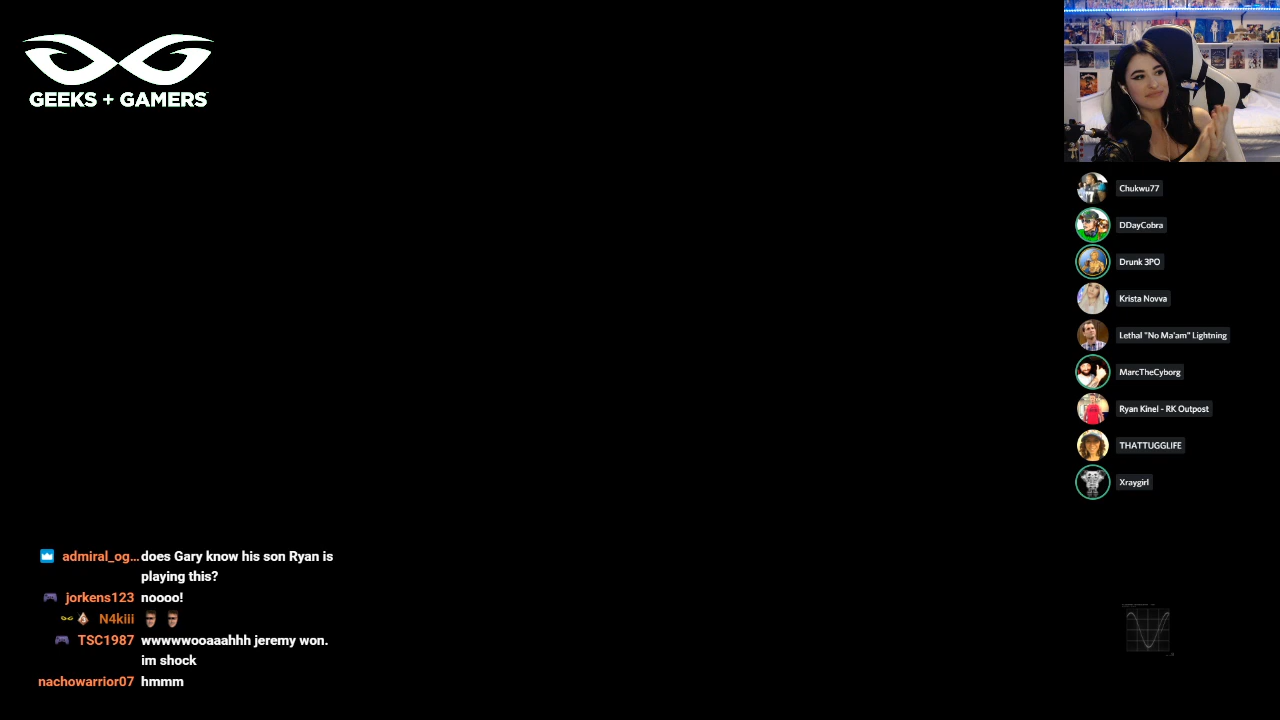 GEEKS + GAMERS
Chukwu77
DDayCobra
Drunk 3PO
Krista Novva
Lethal "No Ma'am" Lightning
MarcTheCyborg
Ryan Kinel - RK Outpost
THATTUGGLIFE
Xraygirl
admiral_og... does Gary know his son Ryan is
playing this?
jorkens123 noooo!
N4kiii
TSC1987 wwwwwooaaahhh jeremy won.
im shock
nachowarrior07 hmmm